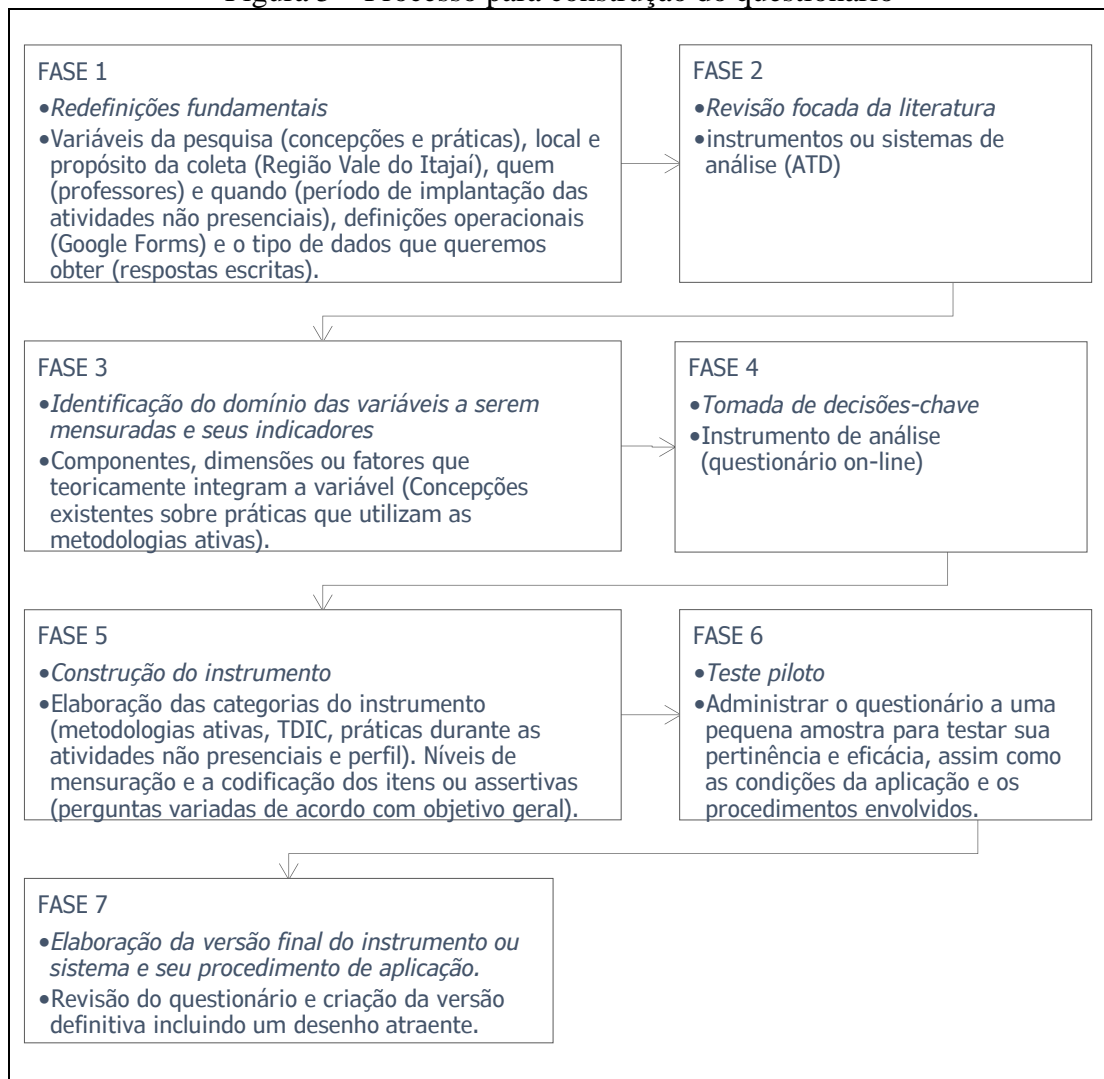 Figura 3 – Processo para construção do questionário
FASE 1
•Redefinições fundamentais
•Variáveis da pesquisa (concepções e práticas), local e
propósito da coleta (Região Vale do Itajaí), quem
(professores) e quando (período de implantação das
atividades não presenciais), definições operacionais
(Google Forms) e o tipo de dados que queremos
obter (respostas escritas).
FASE 2
•Revisão focada da literatura
•instrumentos ou sistemas de
análise (ATD)
FASE 3
•Identificação do domínio das variáveis a serem
mensuradas e seus indicadores
•Componentes, dimensões ou fatores que
teoricamente integram a variável (Concepções
existentes sobre práticas que utilizam as
metodologias ativas).
FASE 4
•Tomada de decisões-chave
•Instrumento de análise
(questionário on-line)
FASE 5
•Construção do instrumento
•Elaboração das categorias do instrumento
(metodologias ativas, TDIC, práticas durante as
atividades não presenciais e perfil). Níveis de
mensuração e a codificação dos itens ou assertivas
(perguntas variadas de acordo com objetivo geral).
FASE 6
•Teste piloto
•Administrar o questionário a uma
pequena amostra para testar sua
pertinência e eficácia, assim como
as condições da aplicação e os
procedimentos envolvidos.
FASE 7
•Elaboração da versão final do instrumento ou
sistema e seu procedimento de aplicação.
•Revisão do questionário e criação da versão
definitiva incluindo um desenho atraente.